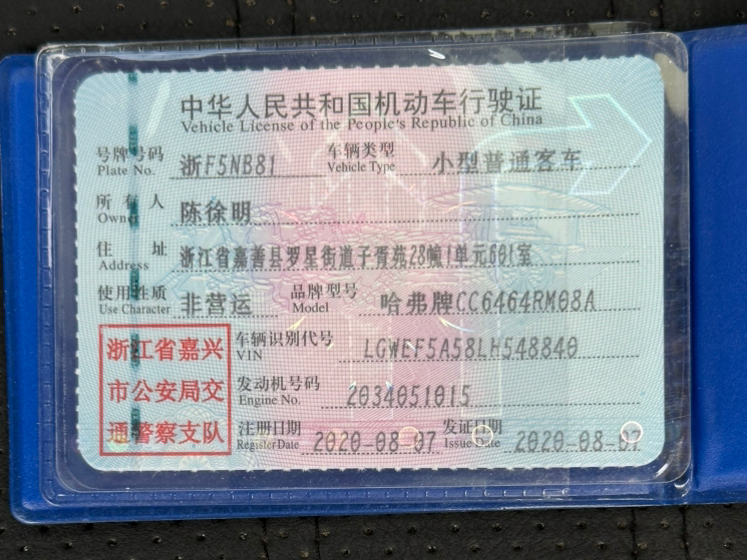 中华人民共和国机动车行驶证
Vehicle License of the People's Republic of China
号牌号码 浙F5NB81 车辆类型 小型普通客车
Plate No. Vehicle Type
所有人 陈徐明
Owner
住址 浙江省嘉善县罗星街道子胥苑28幢1单元601室
Address
使用性质 非营运 品牌型号 哈弗牌CC6464RM08A
Use Character Model
浙江省嘉兴
市公安局交
通警察支队
车辆识别代号 LGWEF5A58LH548840
VIN
发动机号码 2034051015
Engine No.
注册日期 2020-08-07 发证日期 2020-08-07
Register Date Issue Date